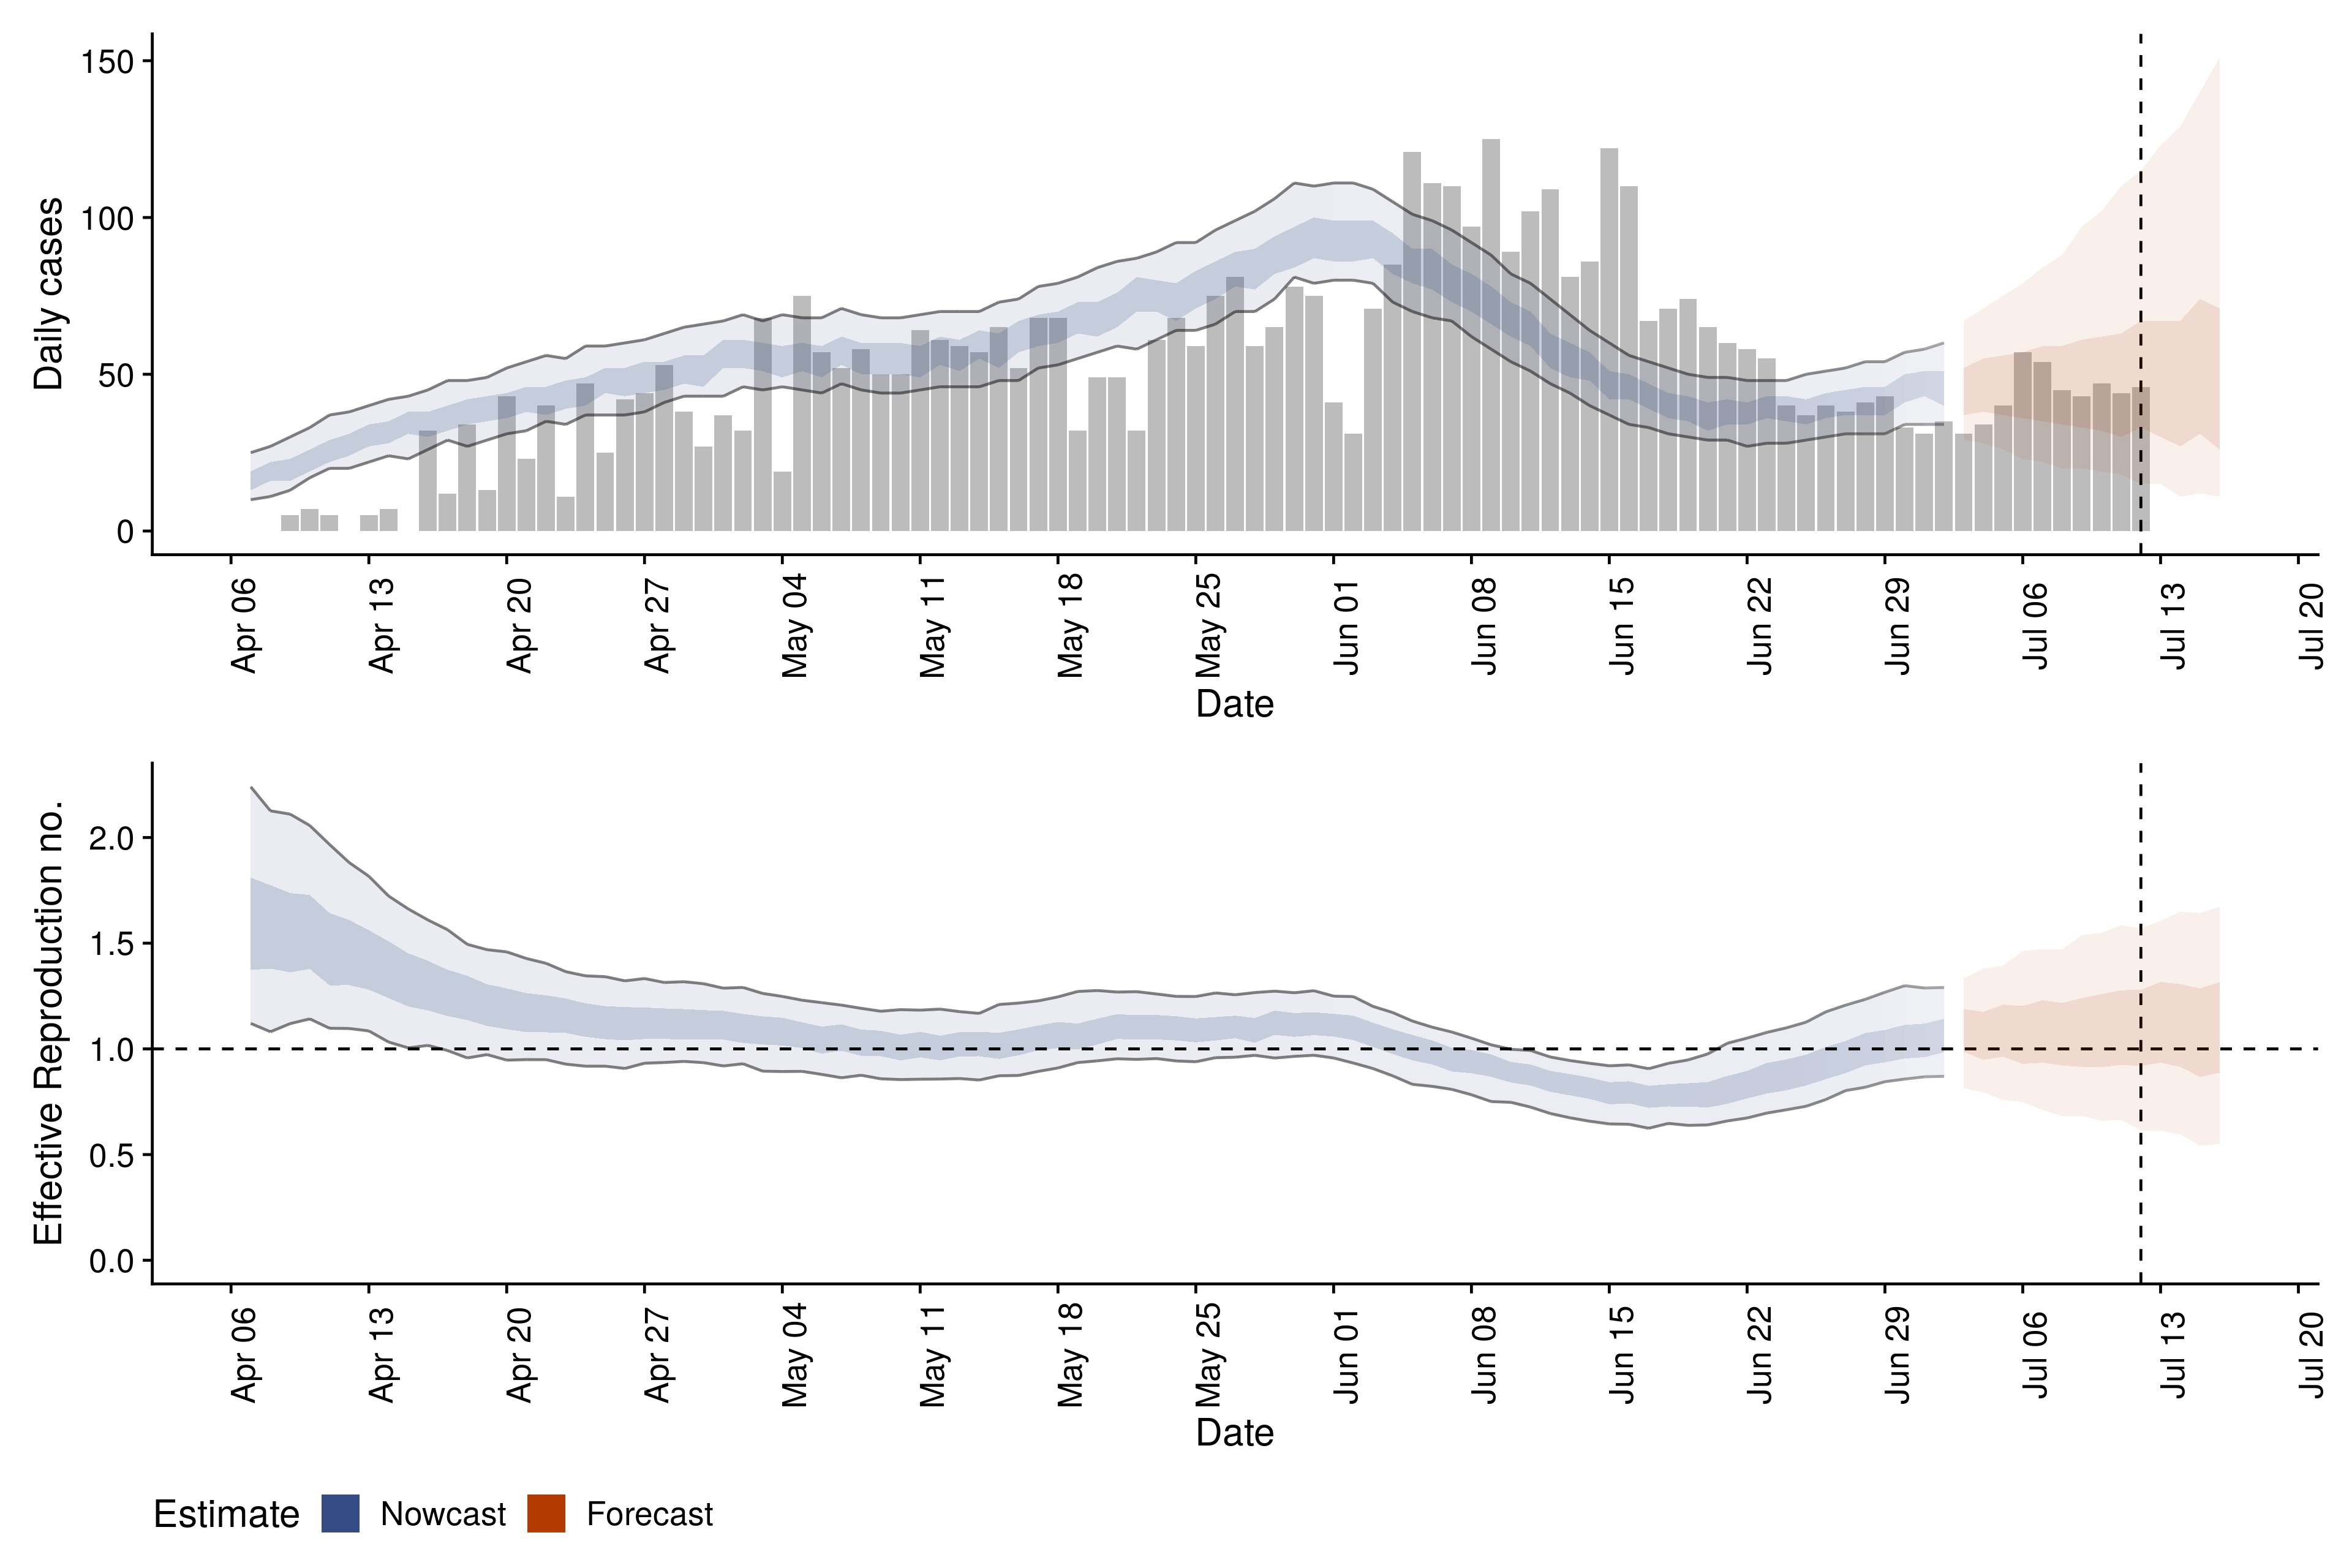 150
100
50
0
Daily cases
Apr 06
Apr 13
Apr 20
Apr 27
May 04
May 11
May 18
May 25
Jun 01
Jun 08
Jun 15
Jun 22
Jun 29
Jul 06
Jul 13
Jul 20
Date
2.0
1.5
1.0
0.5
0.0
Effective Reproduction no.
Apr 06
Apr 13
Apr 20
Apr 27
May 04
May 11
May 18
May 25
Jun 01
Jun 08
Jun 15
Jun 22
Jun 29
Jul 06
Jul 13
Jul 20
Date
Estimate Nowcast Forecast